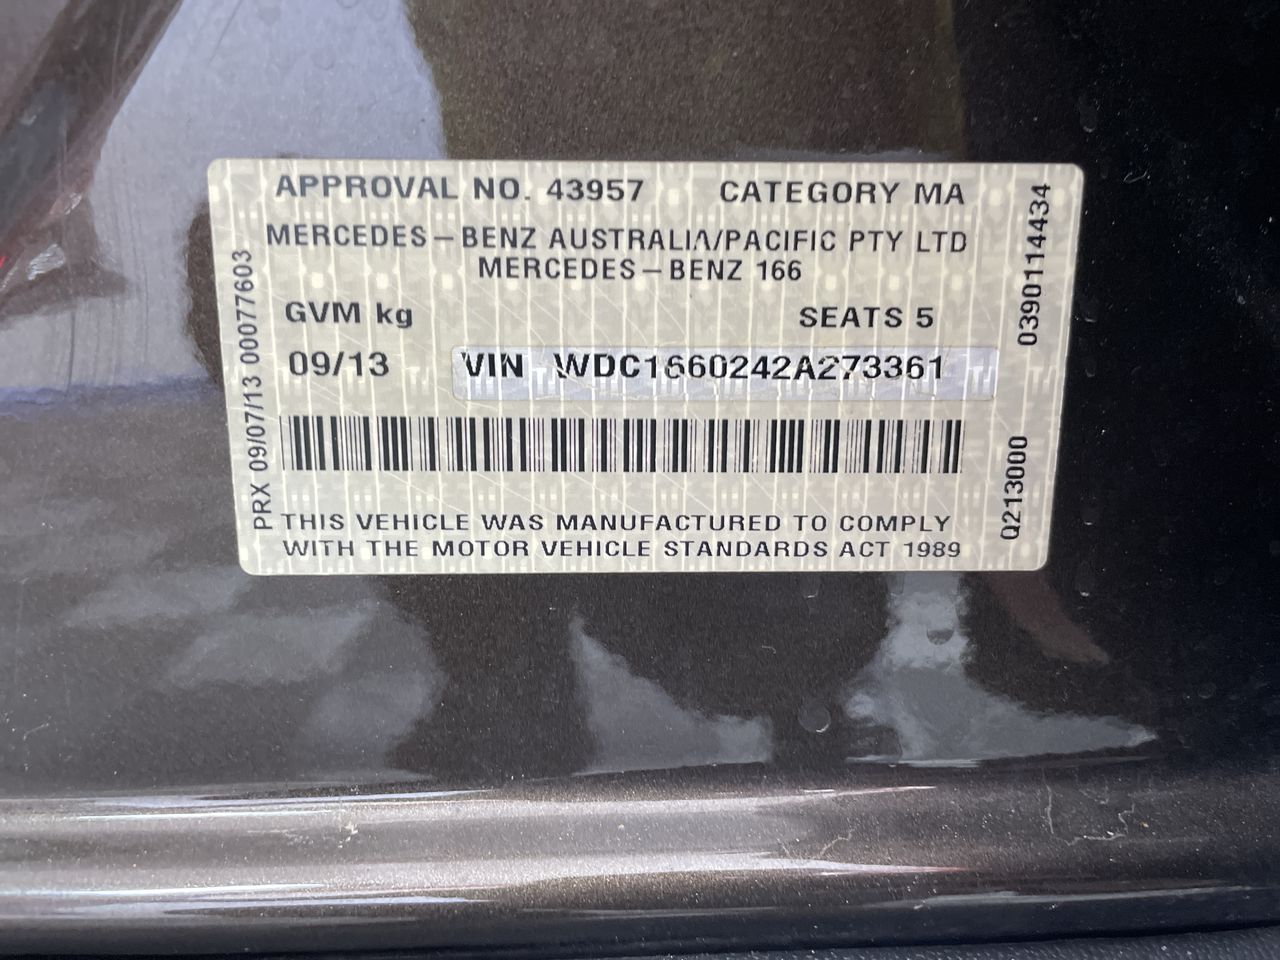 APPROVAL NO. 43957 CATEGORY MA
MERCEDES-BENZ AUSTRALIA/PACIFIC PTY LTD
MERCEDES-BENZ 166
GVM kg SEATS 5
09/13 VIN WDC1660242A273361
THIS VEHICLE WAS MANUFACTURED TO COMPLY
WITH THE MOTOR VEHICLE STANDARDS ACT 1989
PRX 09/07/13 00077603
0390114434
Q213000